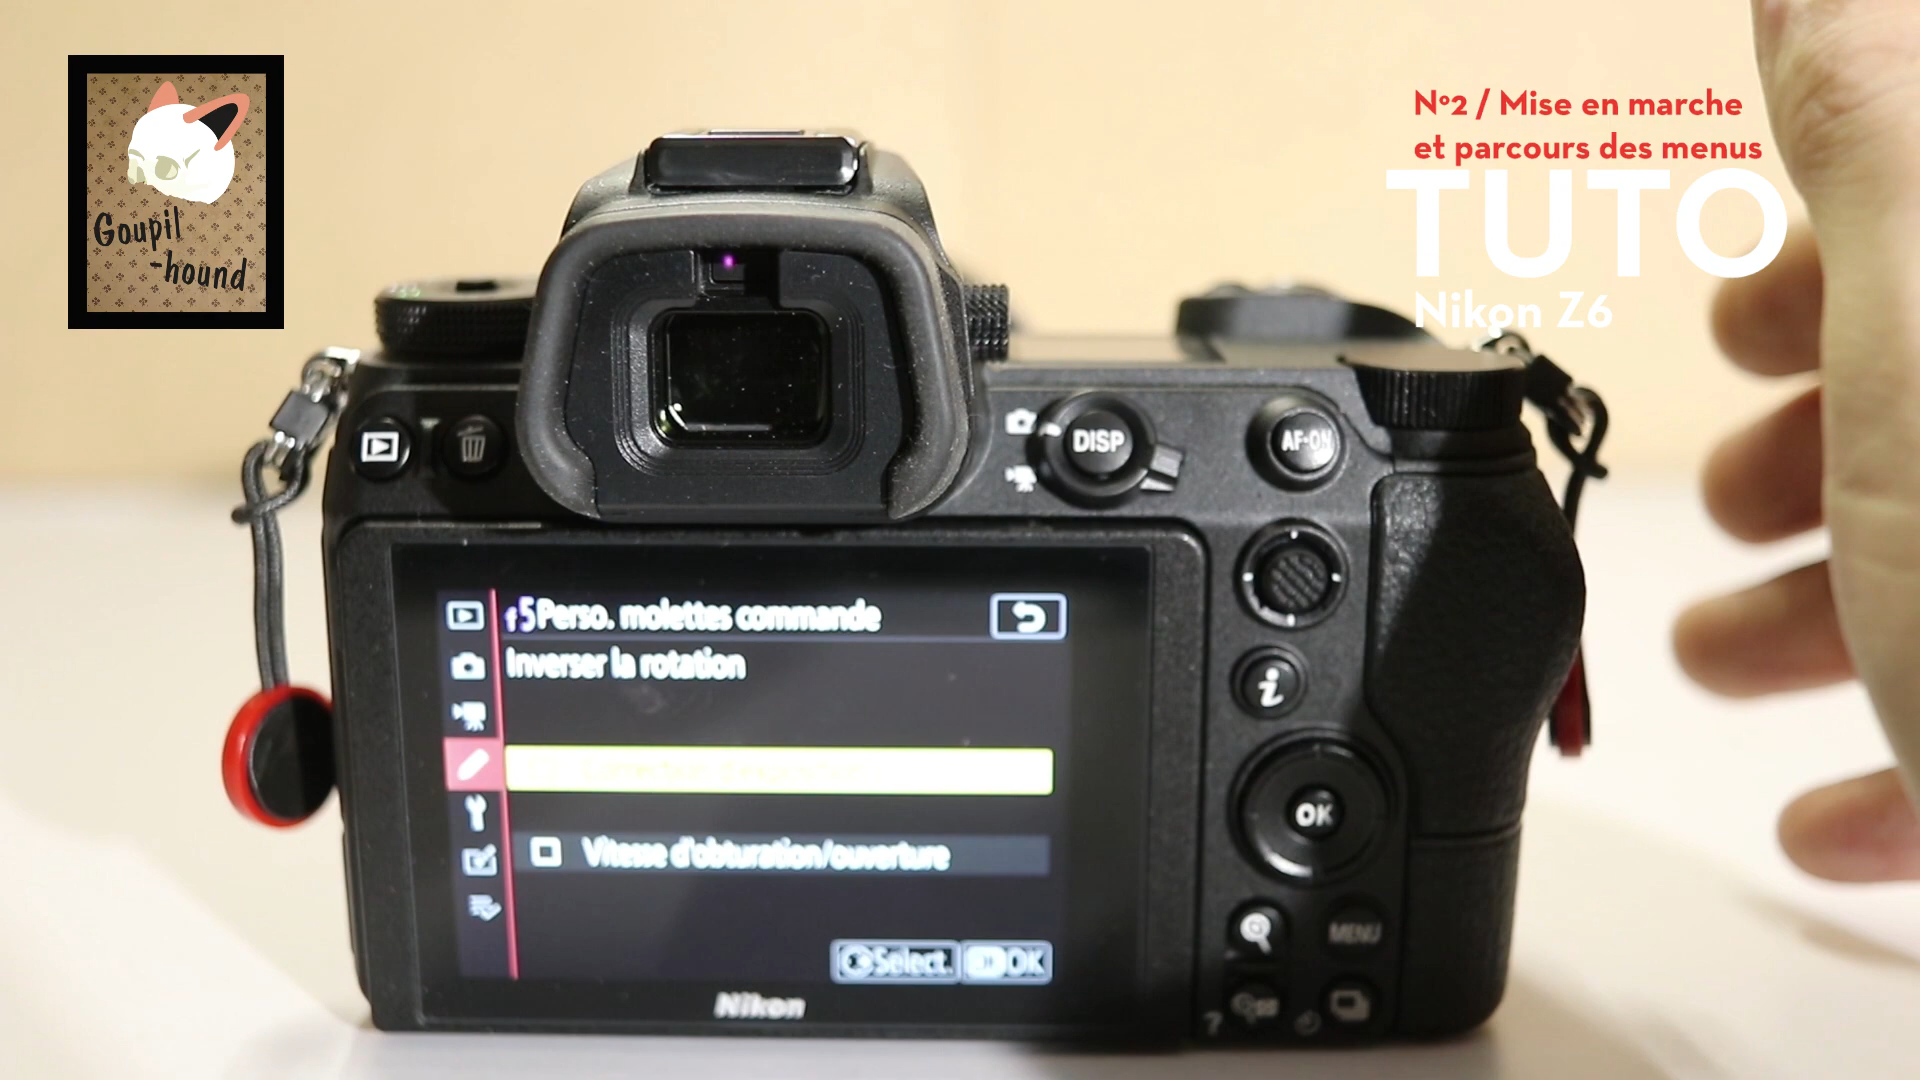 Goupil
-hound
N°2 / Mise en marche
et parcours des menus
TUTO
Nikon Z6
DISP
AF-ON
f5 Perso. molettes commande
Inverser la rotation
Vitesse d'obturation/ouverture
Select.
OK
Nikon
i
OK
MENU
?